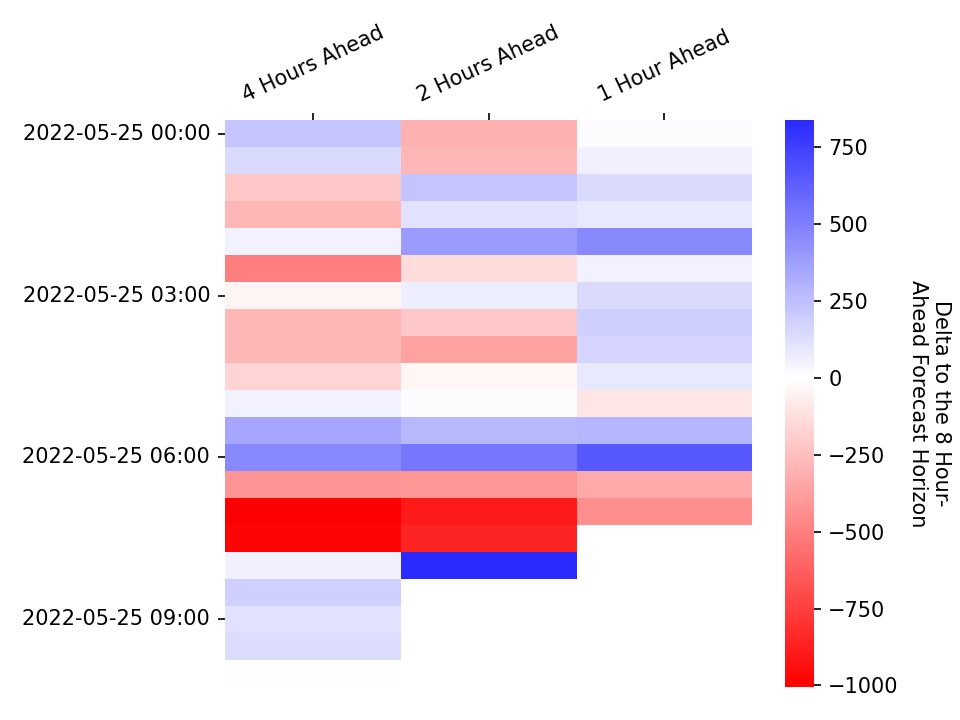 4 Hours Ahead
2 Hours Ahead
1 Hour Ahead
2022-05-25 00:00
2022-05-25 03:00
2022-05-25 06:00
2022-05-25 09:00
750
500
250
0
−250
−500
−750
−1000
Delta to the 8 Hour-
Ahead Forecast Horizon